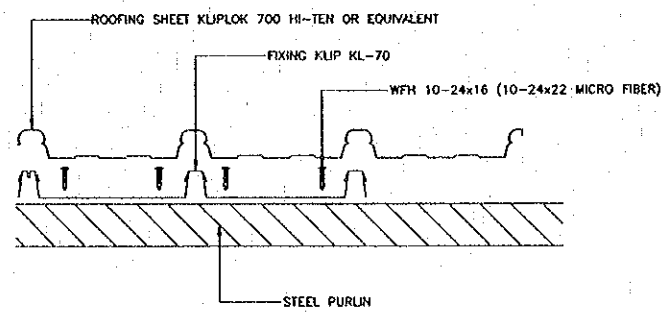 ROOFING SHEET KLIPLOK 700 HI-TEN OR EQUIVALENT
FIXING KLIP KL-70
WFH 10-24x16 (10-24x22 MICRO FIBER)
STEEL PURLIN